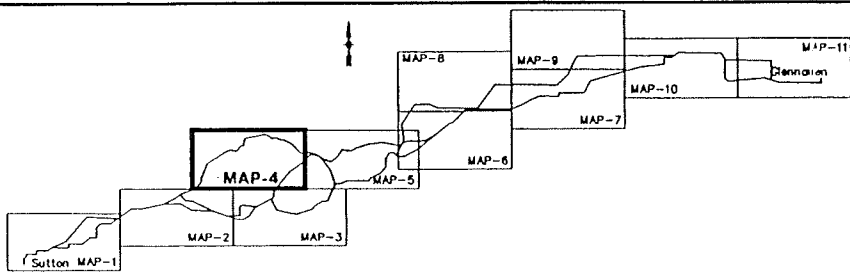 MAP-8
MAP-9
MAP-11
Glennallen
MAP-10
MAP-7
MAP-6
MAP-4
MAP-5
MAP-2
MAP-3
Sutton MAP-1